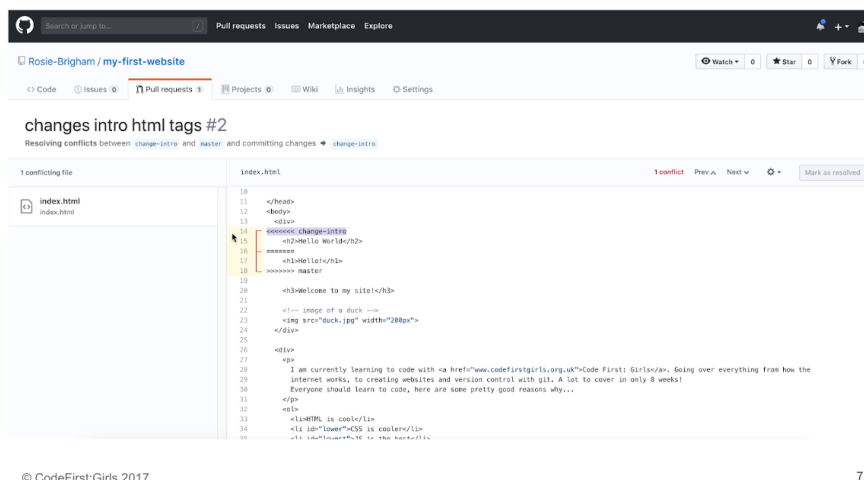 Search or jump to... / Pull requests Issues Marketplace Explore
Rosie-Brigham / my-first-website
Watch 0 Star 0 Fork
Code Issues 0 Pull requests 1 Projects 0 Wiki Insights Settings
changes intro html tags #2
Resolving conflicts between change-intro and master and committing changes → change-intro
1 conflicting file
index.html
index.html
index.html 1 conflict Prev Next Mark as resolved
10
11 </head>
12 <body>
13 <div>
14 <<<<<<< change-intro
15 <h2>Hello World</h2>
16 =======
17 <h1>Hello!</h1>
18 >>>>>>> master
19
20 <h3>Welcome to my site!</h3>
21
22 <!-- image of a duck -->
23 <img src="duck.jpg" width="200px">
24 </div>
25
26 <div>
27 <p>
28 I am currently learning to code with <a href="www.codefirstgirls.org.uk">Code First: Girls</a>. Going over everything from how the
29 internet works, to creating websites and version control with git. A lot to cover in only 8 weeks!
30 Everyone should learn to code, here are some pretty good reasons why...
31 </p>
32 <ol>
33 <li>HTML is cool</li>
34 <li id="lower">CSS is cooler</li>
35 <li id="lowest">JS is the best</li>
© CodeFirst:Girls 2017
7